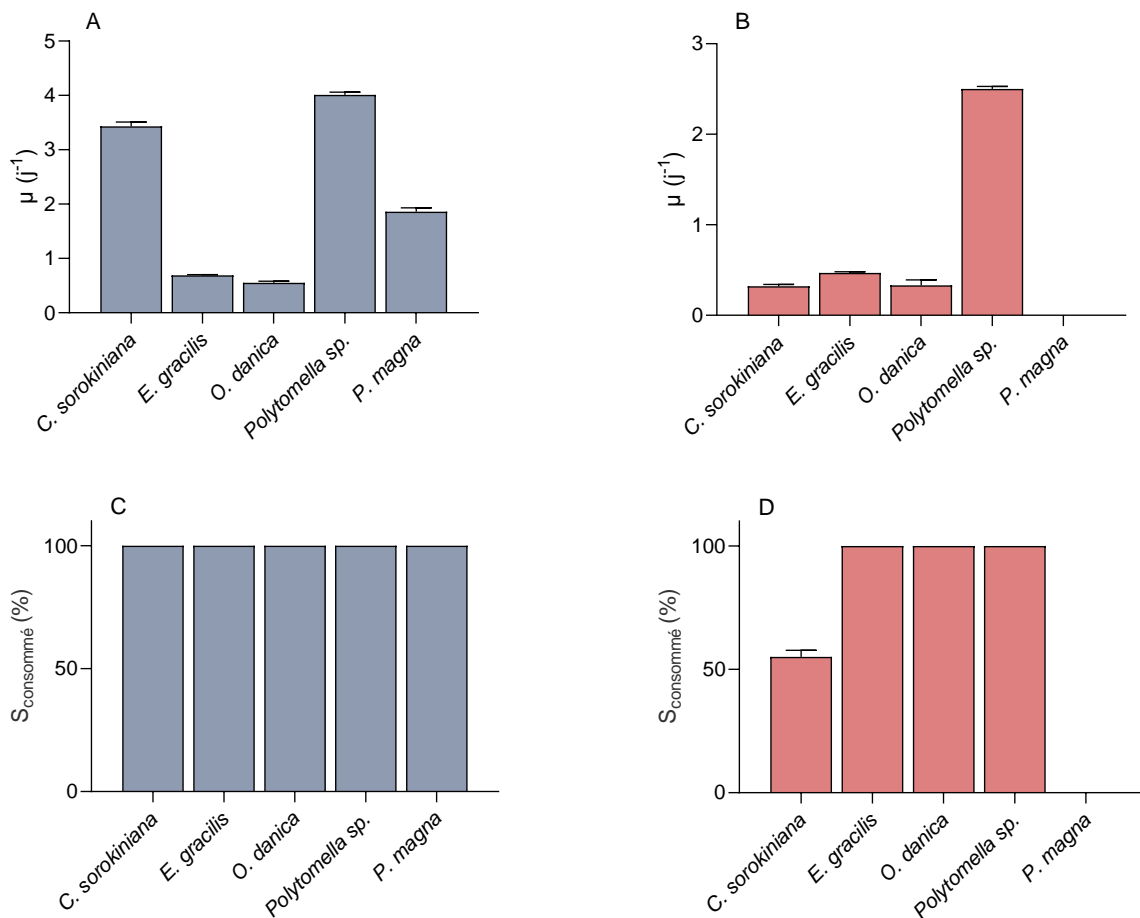 A
5
4
3
2
1
0
μ (j-1)
C. sorokiniana
E. gracilis
O. danica
Polytomella sp.
P. magna
B
3
2
1
0
μ (j-1)
C. sorokiniana
E. gracilis
O. danica
Polytomella sp.
P. magna
C
100
50
0
Sconsommé (%)
C. sorokiniana
E. gracilis
O. danica
Polytomella sp.
P. magna
D
100
50
0
Sconsommé (%)
C. sorokiniana
E. gracilis
O. danica
Polytomella sp.
P. magna